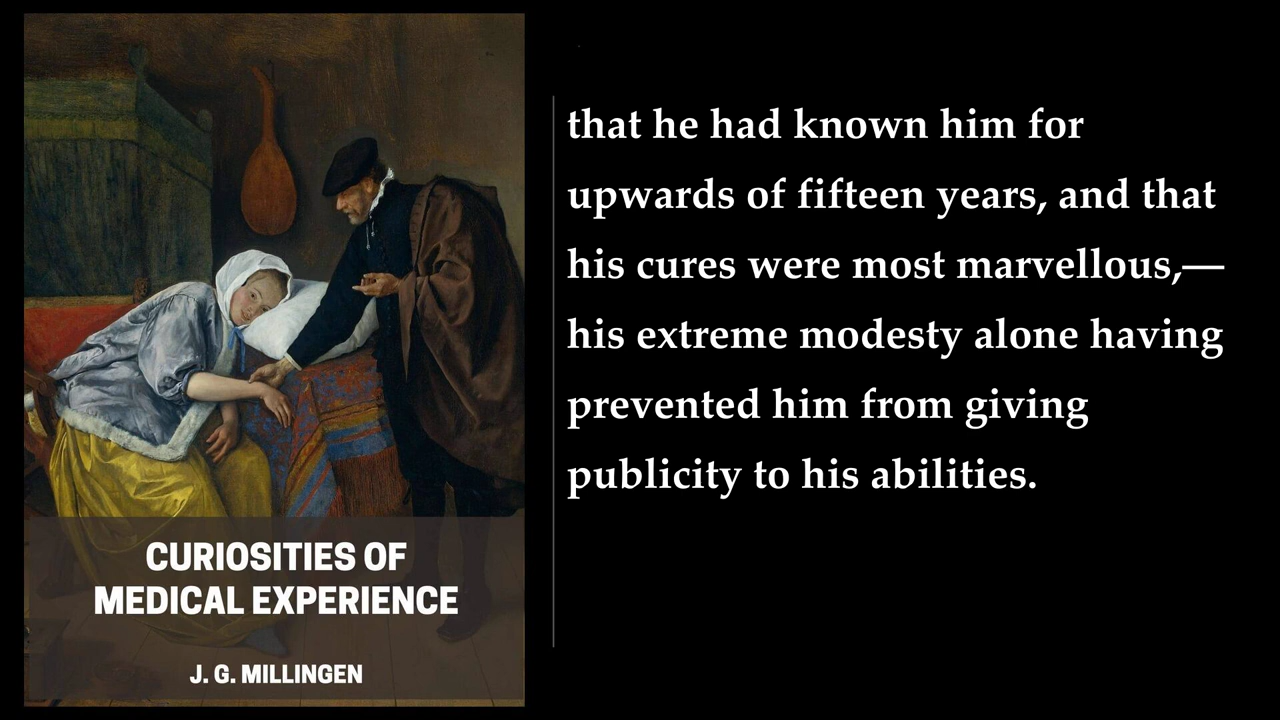 that he had known him for
upwards of fifteen years, and that
his cures were most marvellous,—
his extreme modesty alone having
prevented him from giving
publicity to his abilities.
CURIOSITIES OF
MEDICAL EXPERIENCE
J. G. MILLINGEN